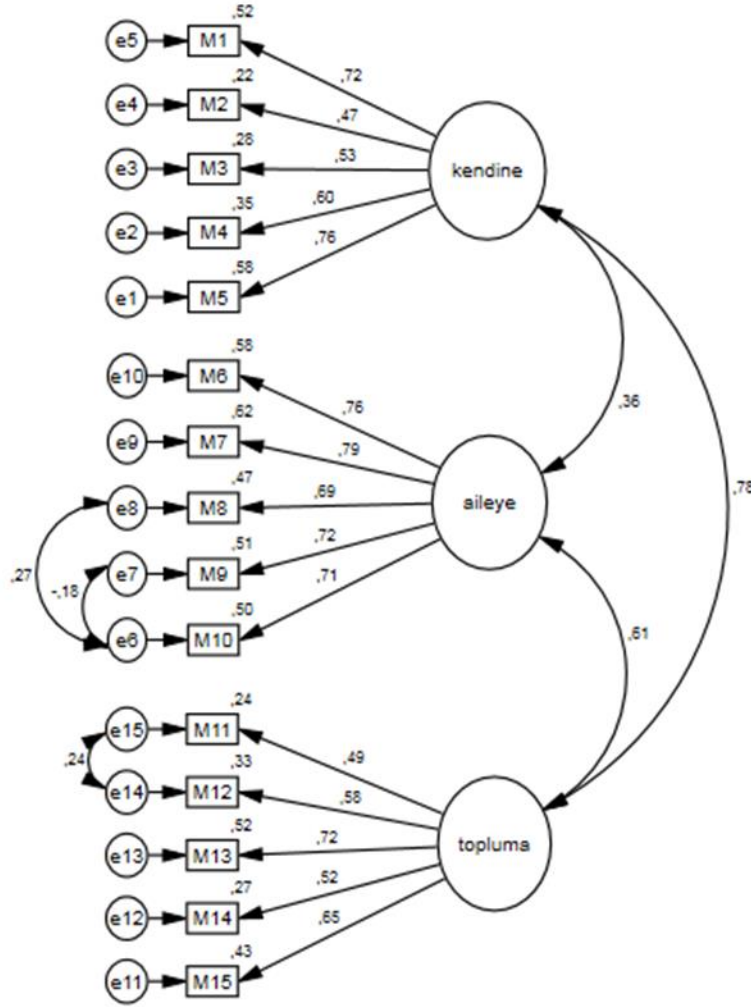 ,52
e5 M1
,72
,22
e4 M2
,47
,28
e3 M3
,53
kendine
,35
e2 M4
,60
,58
e1 M5
,76
,36
,78
,58
e10 M6
,76
,62
e9 M7
,79
,47
e8 M8
,69
aileye
,51
e7 M9
,72
,27
-,18
,50
e6 M10
,71
,61
,24
e15 M11
,49
,24
,33
e14 M12
,58
,52
e13 M13
,72
topluma
,27
e12 M14
,52
,43
e11 M15
,65